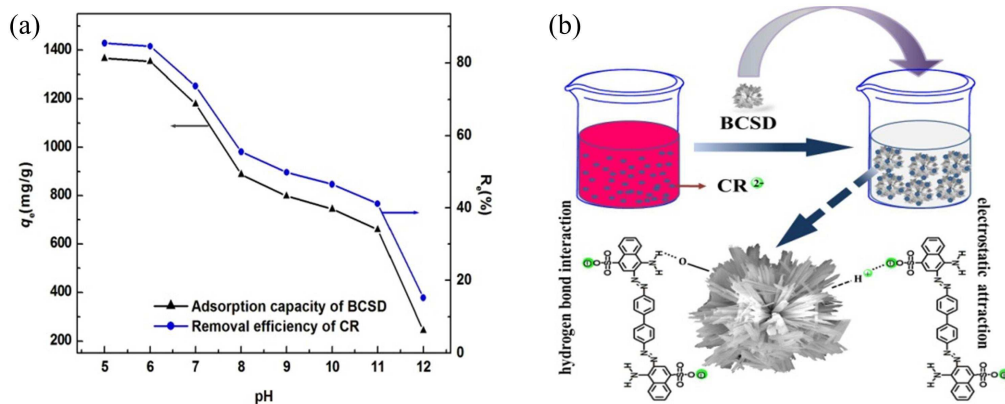 (a)
1400
1200
1000
800
600
400
200
qe(mg/g)
80
60
40
20
0
Re(%)
Adsorption capacity of BCSD
Removal efficiency of CR
5 6 7 8 9 10 11 12
pH
(b)
BCSD
CR 2-
hydrogen bond interaction
electrostatic attraction
O
H +